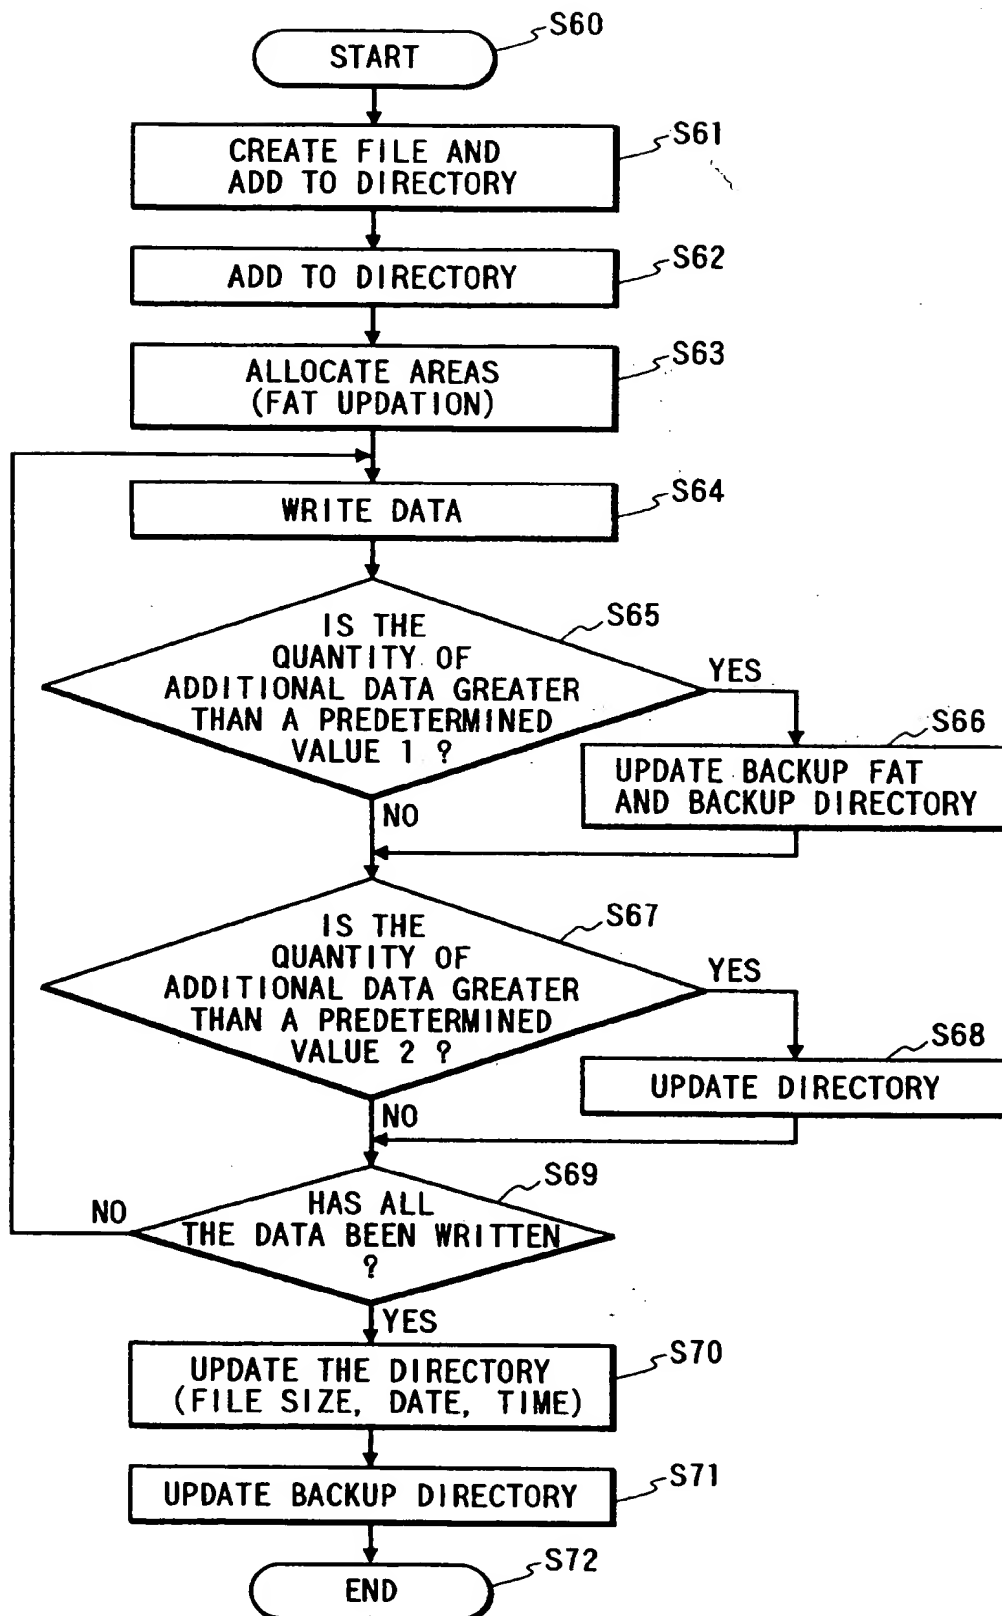 S60
START
S61
CREATE FILE AND
ADD TO DIRECTORY
S62
ADD TO DIRECTORY
S63
ALLOCATE AREAS
(FAT UPDATION)
S64
WRITE DATA
S65
IS THE
QUANTITY OF
ADDITIONAL DATA GREATER
THAN A PREDETERMINED
VALUE 1 ?
YES
S66
UPDATE BACKUP FAT
AND BACKUP DIRECTORY
NO
S67
IS THE
QUANTITY OF
ADDITIONAL DATA GREATER
THAN A PREDETERMINED
VALUE 2 ?
YES
S68
UPDATE DIRECTORY
NO
S69
HAS ALL
THE DATA BEEN WRITTEN
?
NO
YES
S70
UPDATE THE DIRECTORY
(FILE SIZE, DATE, TIME)
S71
UPDATE BACKUP DIRECTORY
S72
END